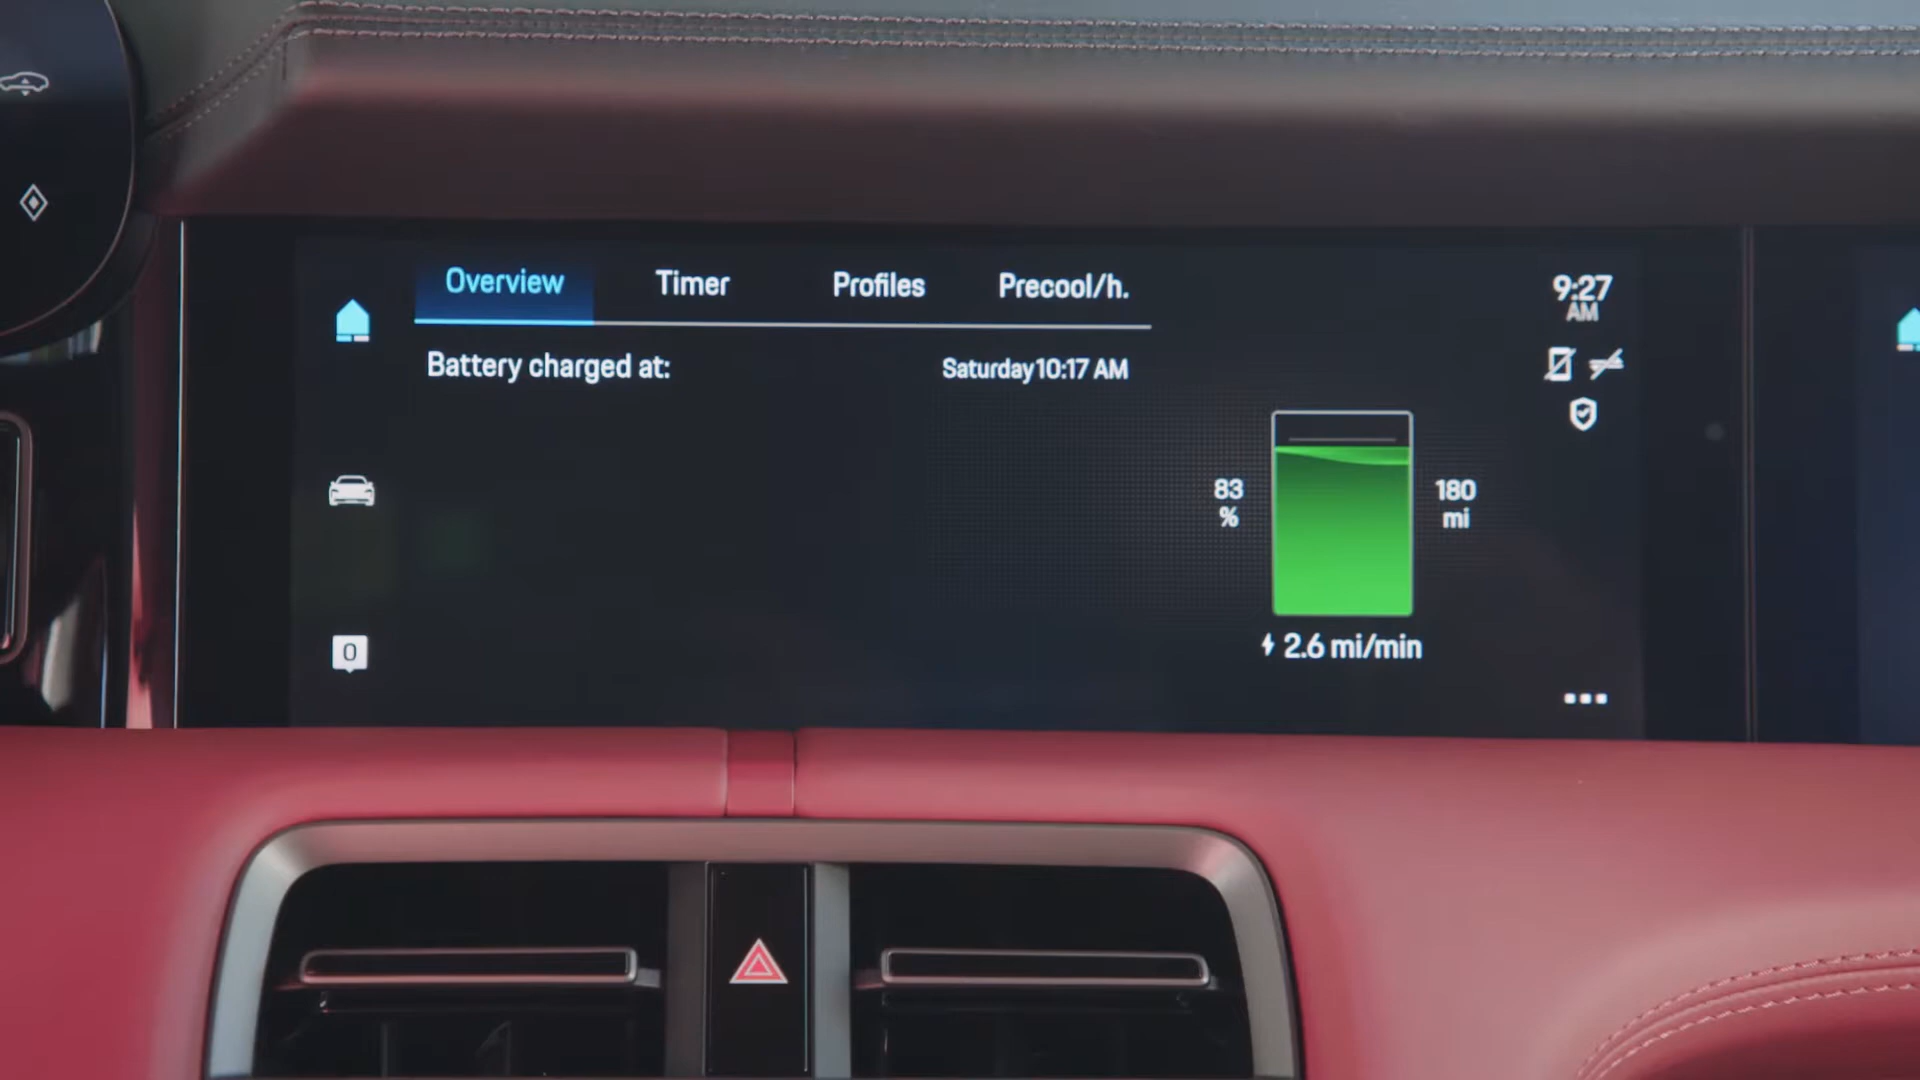 Overview Timer Profiles Precool/h.
9:27
AM
Battery charged at: Saturday10:17 AM
83
%
180
mi
2.6 mi/min
0